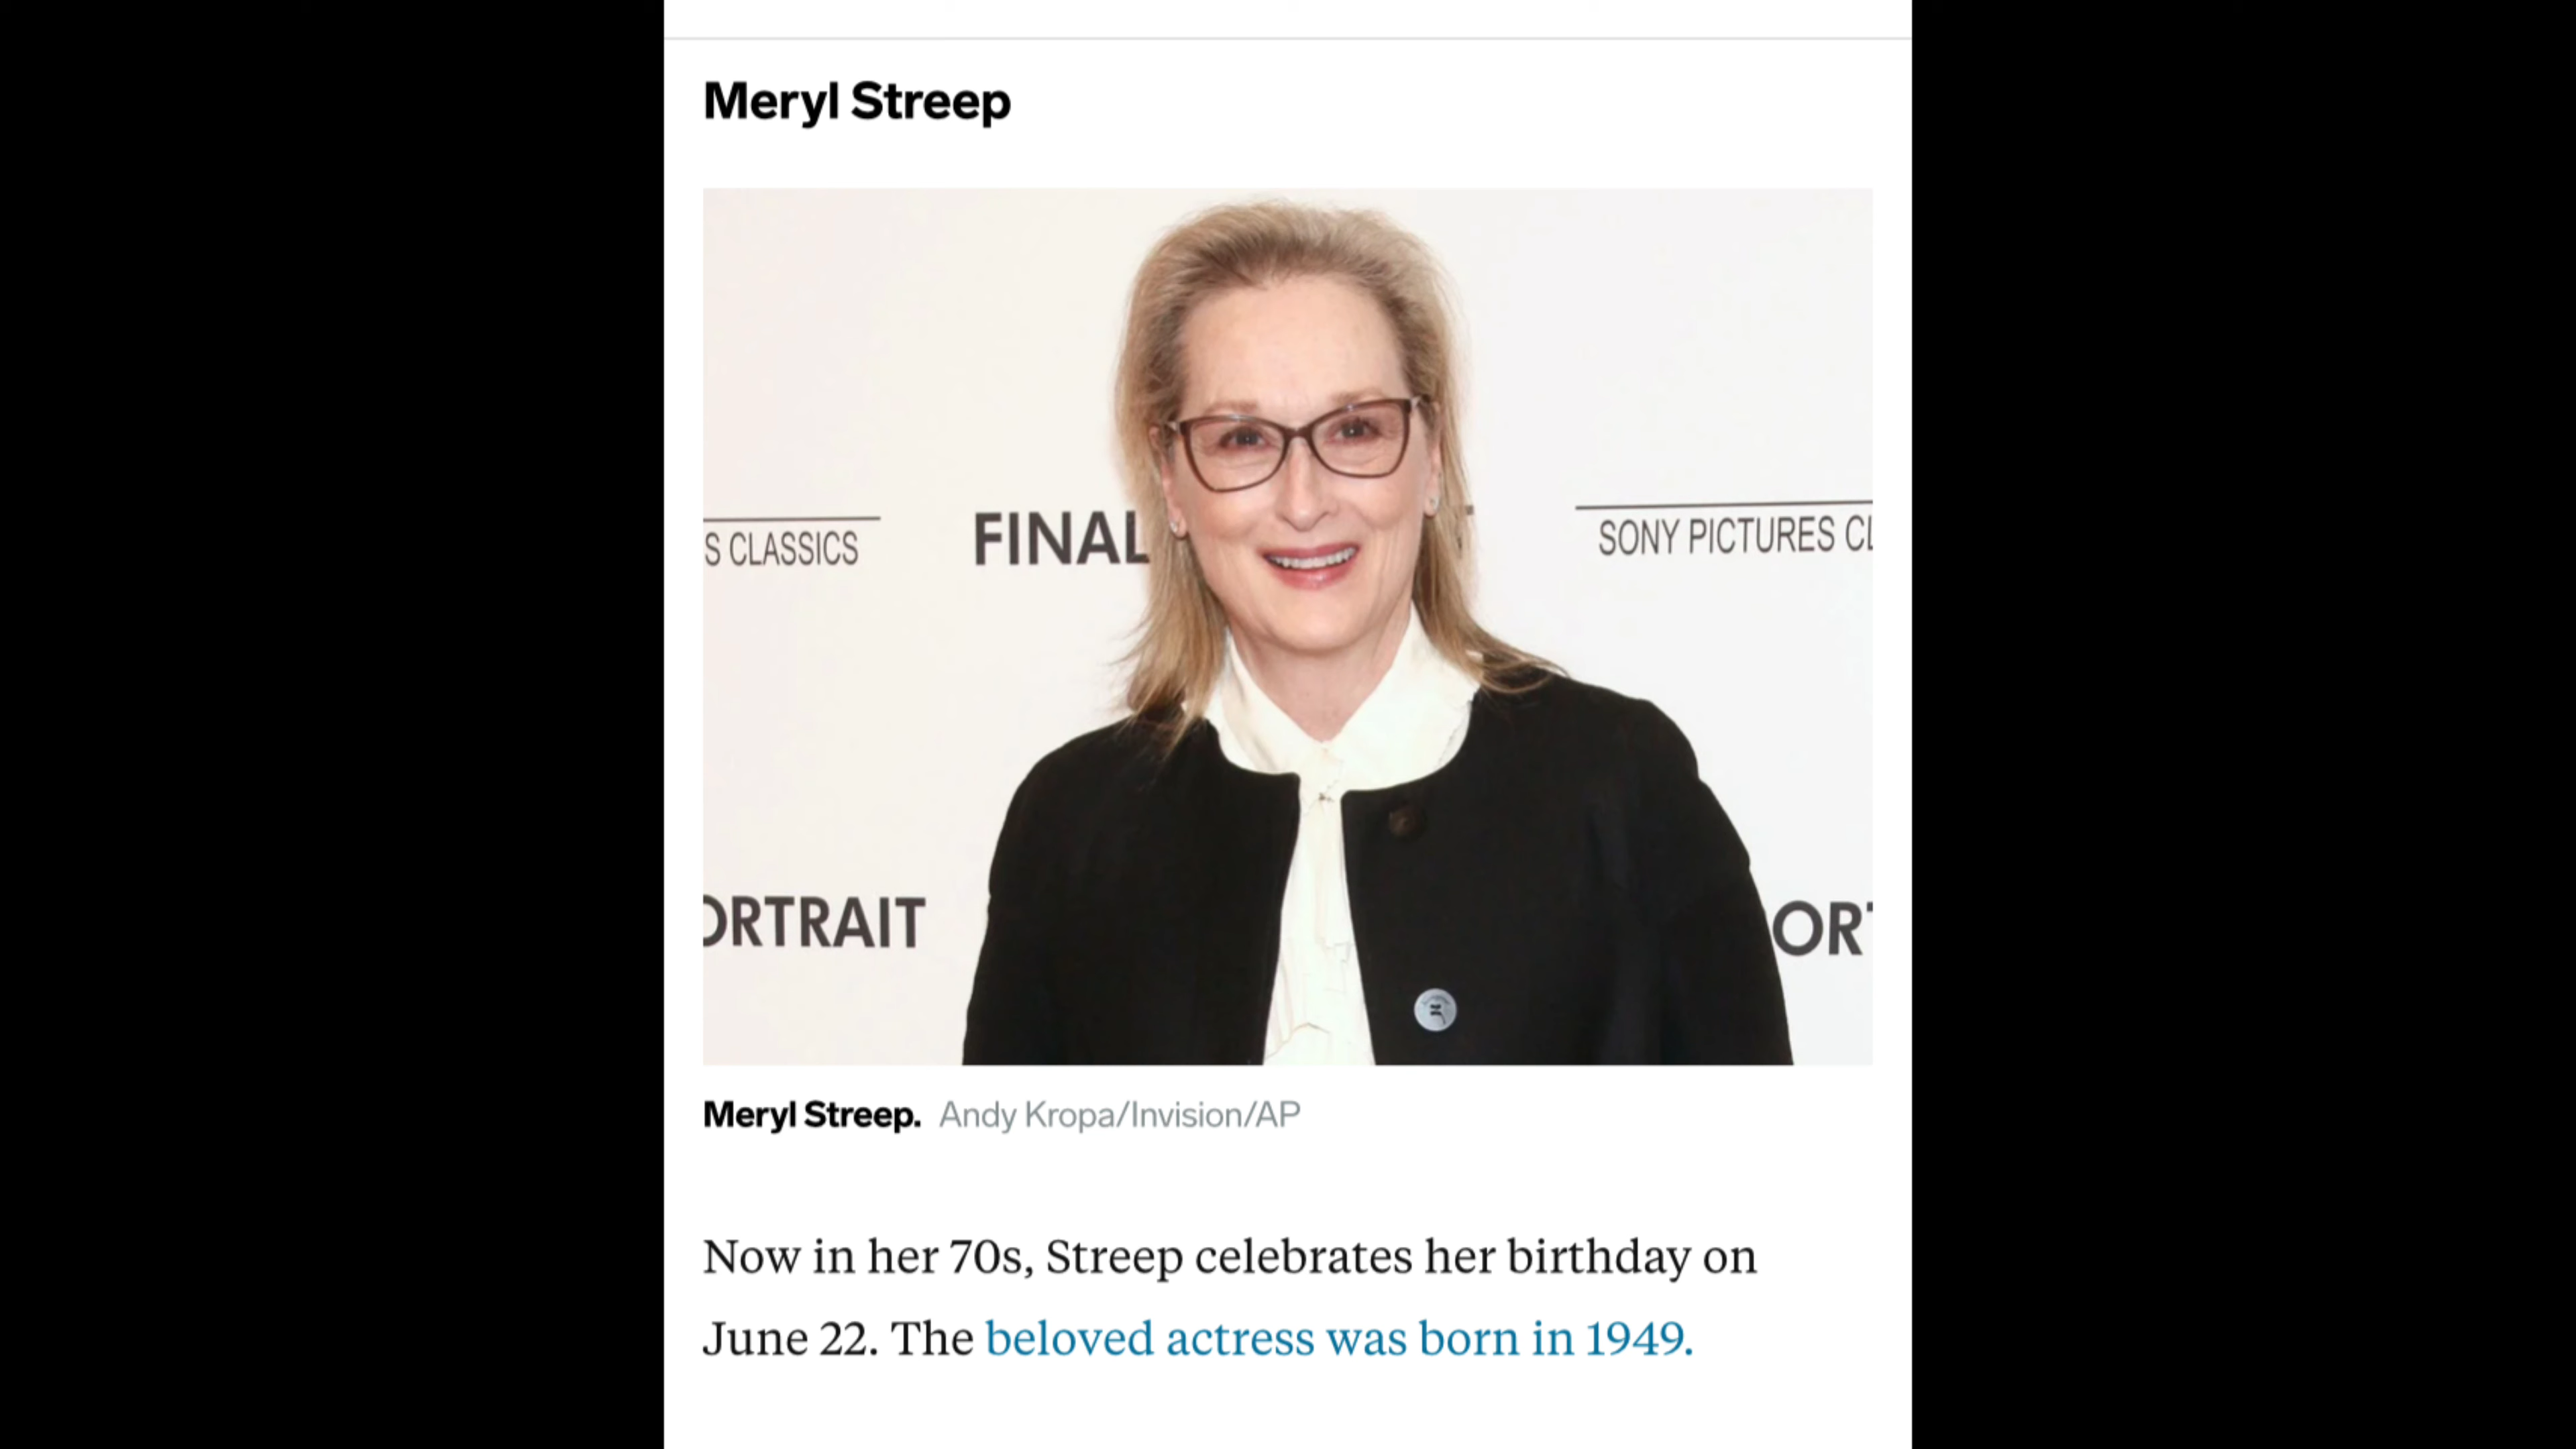 Meryl Streep
S CLASSICS
FINAL
SONY PICTURES CL
ORTRAIT
ORT
Meryl Streep. Andy Kropa/Invision/AP
Now in her 70s, Streep celebrates her birthday on
June 22. The beloved actress was born in 1949.